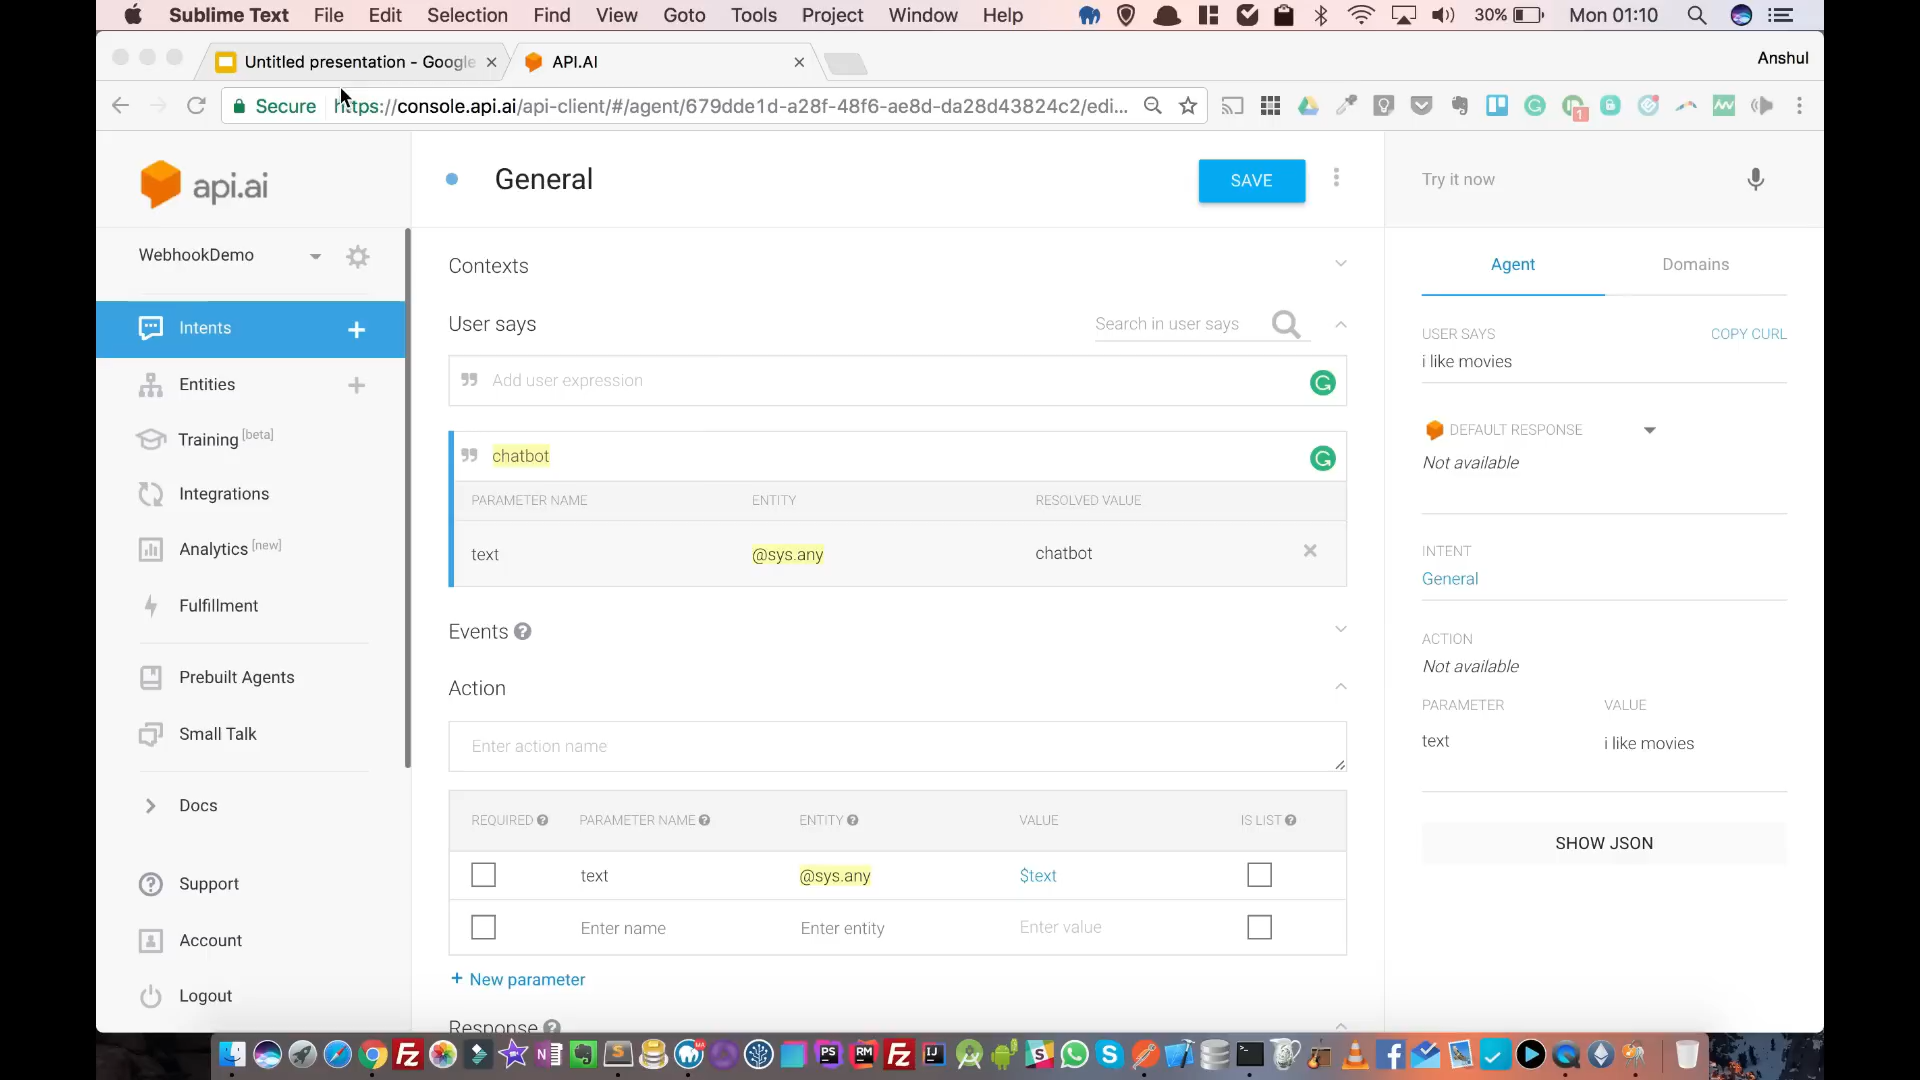 Sublime Text File Edit Selection Find View Goto Tools Project Window Help 30% Mon 01:10
Untitled presentation - Google API.AI Anshul
Secure https://console.api.ai/api-client/#/agent/679dde1d-a28f-48f6-ae8d-da28d43824c2/edi...
api.ai
WebhookDemo
Intents
Entities
Training [beta]
Integrations
Analytics [new]
Fulfillment
Prebuilt Agents
Small Talk
Docs
Support
Account
Logout
General
SAVE
Contexts
User says
Search in user says
Add user expression
chatbot
PARAMETER NAME ENTITY RESOLVED VALUE
text @sys.any chatbot
Events
Action
Enter action name
REQUIRED PARAMETER NAME ENTITY VALUE IS LIST
text @sys.any $text
Enter name Enter entity Enter value
+ New parameter
Response
Try it now
Agent Domains
USER SAYS COPY CURL
i like movies
DEFAULT RESPONSE
Not available
INTENT
General
ACTION
Not available
PARAMETER VALUE
text i like movies
SHOW JSON